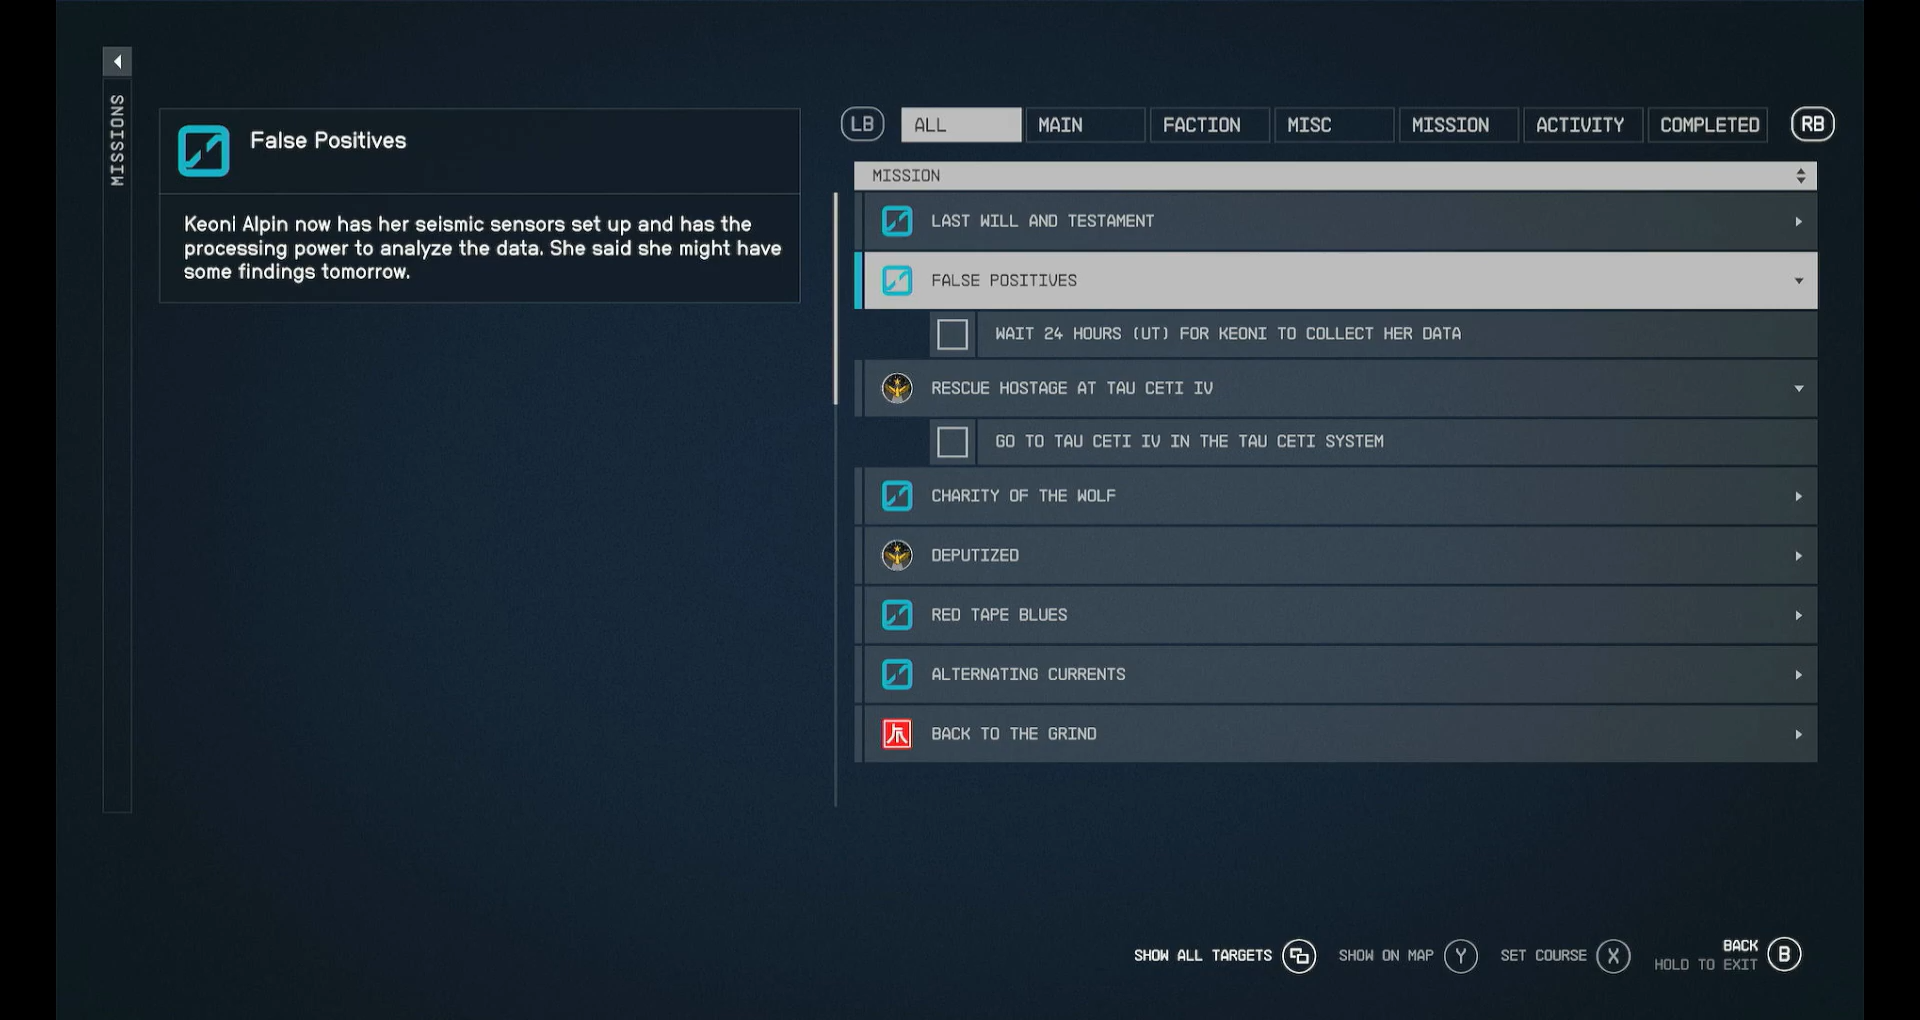 MISSIONS
False Positives
Keoni Alpin now has her seismic sensors set up and has the
processing power to analyze the data. She said she might have
some findings tomorrow.
LB ALL MAIN FACTION MISC MISSION ACTIVITY COMPLETED RB
MISSION
LAST WILL AND TESTAMENT
FALSE POSITIVES
WAIT 24 HOURS (UT) FOR KEONI TO COLLECT HER DATA
RESCUE HOSTAGE AT TAU CETI IV
GO TO TAU CETI IV IN THE TAU CETI SYSTEM
CHARITY OF THE WOLF
DEPUTIZED
RED TAPE BLUES
ALTERNATING CURRENTS
BACK TO THE GRIND
SHOW ALL TARGETS SHOW ON MAP Y SET COURSE X BACK B
HOLD TO EXIT